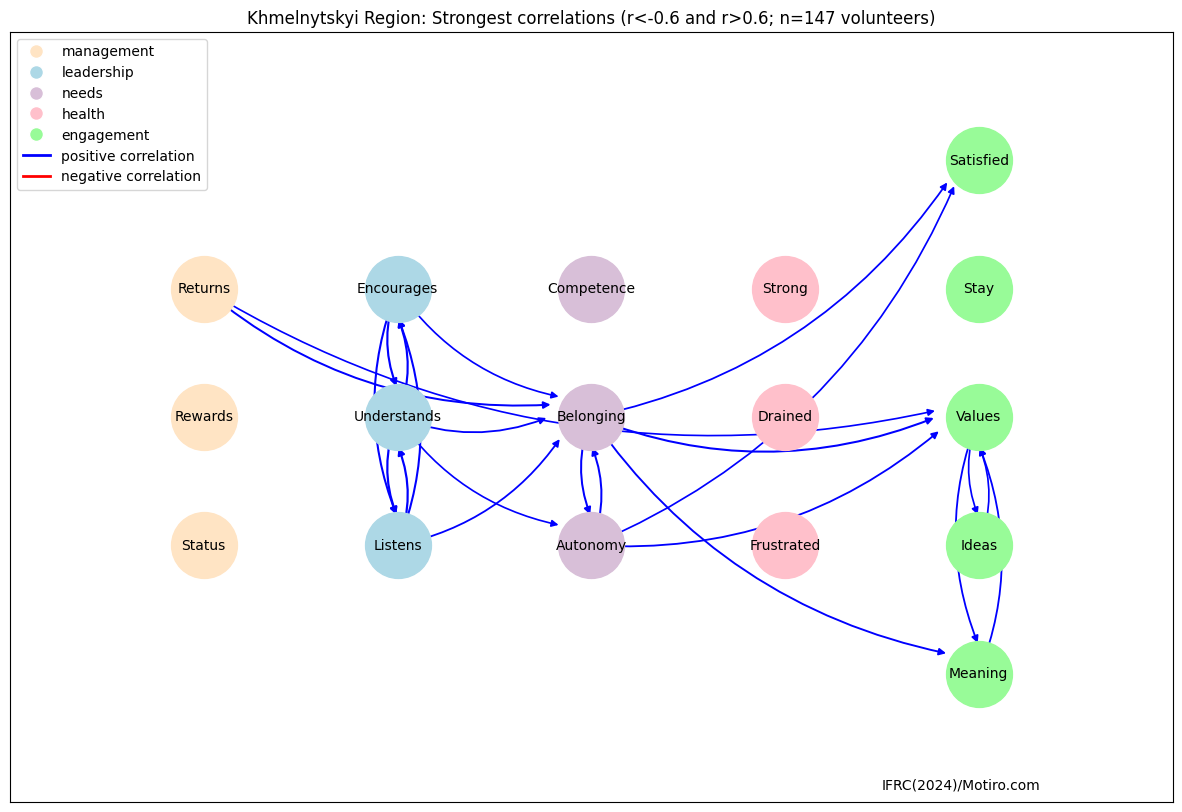 Khmelnytskyi Region: Strongest correlations (r<-0.6 and r>0.6; n=147 volunteers)
management
leadership
needs
health
engagement
positive correlation
negative correlation
Satisfied
Returns
Encourages
Competence
Strong
Stay
Rewards
Understands
Belonging
Drained
Values
Status
Listens
Autonomy
Frustrated
Ideas
Meaning
IFRC(2024)/Motiro.com